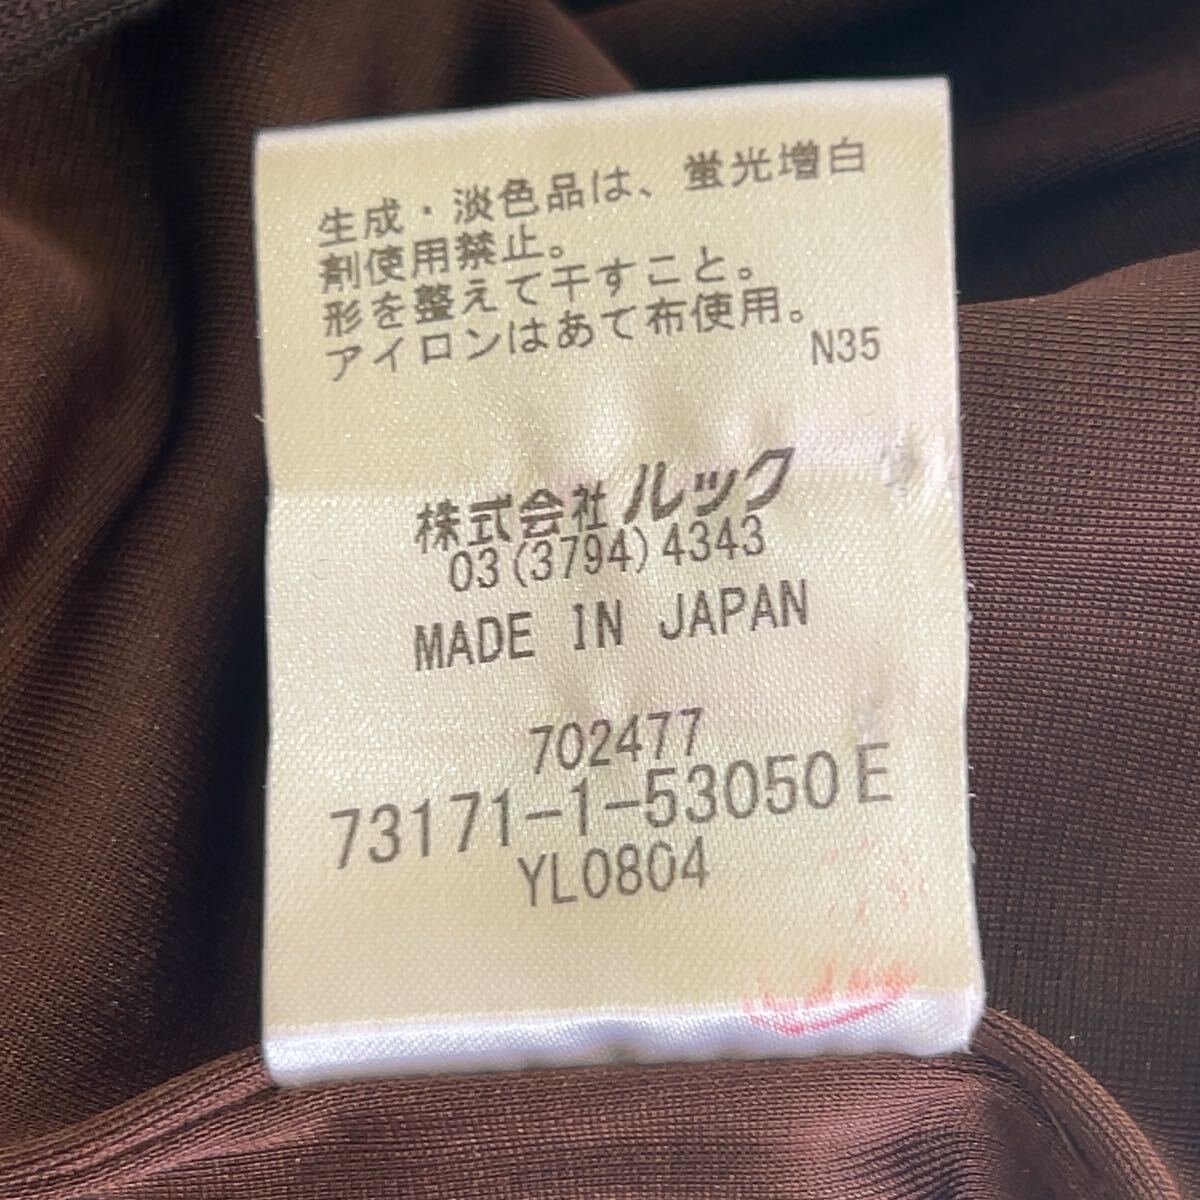 生成・淡色品は、蛍光増白
剤使用禁止。
形を整えて干すこと。
アイロンはあて布使用。
N35
株式会社ルック
03(3794)4343
MADE IN JAPAN
702477
73171-1-53050E
YL0804